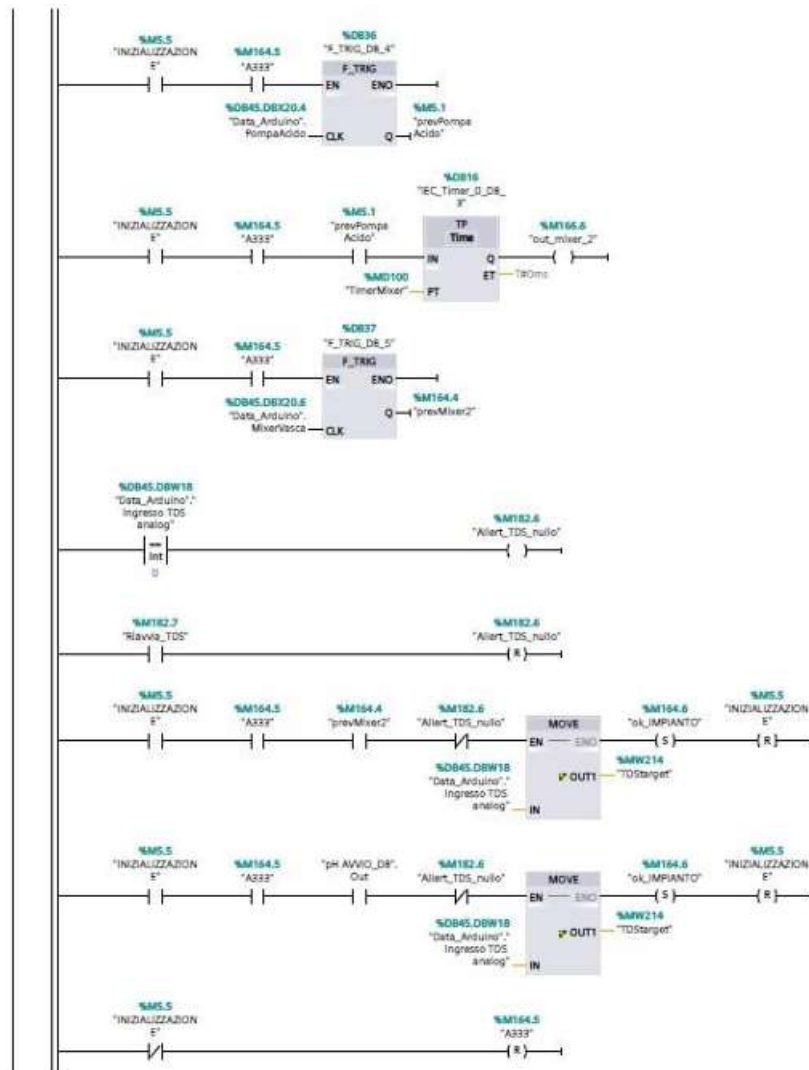 %DB36
%M5.5 %M164.5 "F_TRIG_DB_4"
"INIZIALIZZAZION "A333" F_TRIG
E"
EN ENO
%DB45.DBX20.4 %M5.1
"Data_Arduino". "prevPompa
PompaAcido CLK Q Acido"
%DB16
"IEC_Timer_0_DB_
3"
%M5.5 %M164.5 %M5.1 TP %M166.6
"INIZIALIZZAZION "A333" "prevPompa Time "out_mixer_2"
E" Acido"
IN Q
%MD100 ET T#0ms
"TimerMixer" PT
%DB37
%M5.5 %M164.5 "F_TRIG_DB_5"
"INIZIALIZZAZION "A333" F_TRIG
E"
EN ENO
%DB45.DBX20.6 %M164.4
"Data_Arduino". Q "prevMixer2"
MixerVasca CLK
%DB45.DBW18
"Data_Arduino"."
Ingresso TDS
analog"
%M182.6
"Allert_TDS_nullo"
==
Int
0
%M182.7 %M182.6
"Riavvia_TDS" "Allert_TDS_nullo"
R
%M5.5 %M164.5 %M164.4 %M182.6 %M164.6 %M5.5
"INIZIALIZZAZION "A333" "prevMixer2" "Allert_TDS_nullo" MOVE "ok_IMPIANTO" "INIZIALIZZAZION
E" E"
EN ENO S R
%DB45.DBW18 %MW214
"Data_Arduino"." OUT1 "TDStarget"
Ingresso TDS
analog" IN
%M5.5 %M164.5 "pH AVVIO_DB". %M182.6 %M164.6 %M5.5
"INIZIALIZZAZION "A333" Out "Allert_TDS_nullo" MOVE "ok_IMPIANTO" "INIZIALIZZAZION
E" E"
EN ENO S R
%DB45.DBW18 %MW214
"Data_Arduino"." OUT1 "TDStarget"
Ingresso TDS
analog" IN
%M5.5 %M164.5
"INIZIALIZZAZION "A333"
E" R